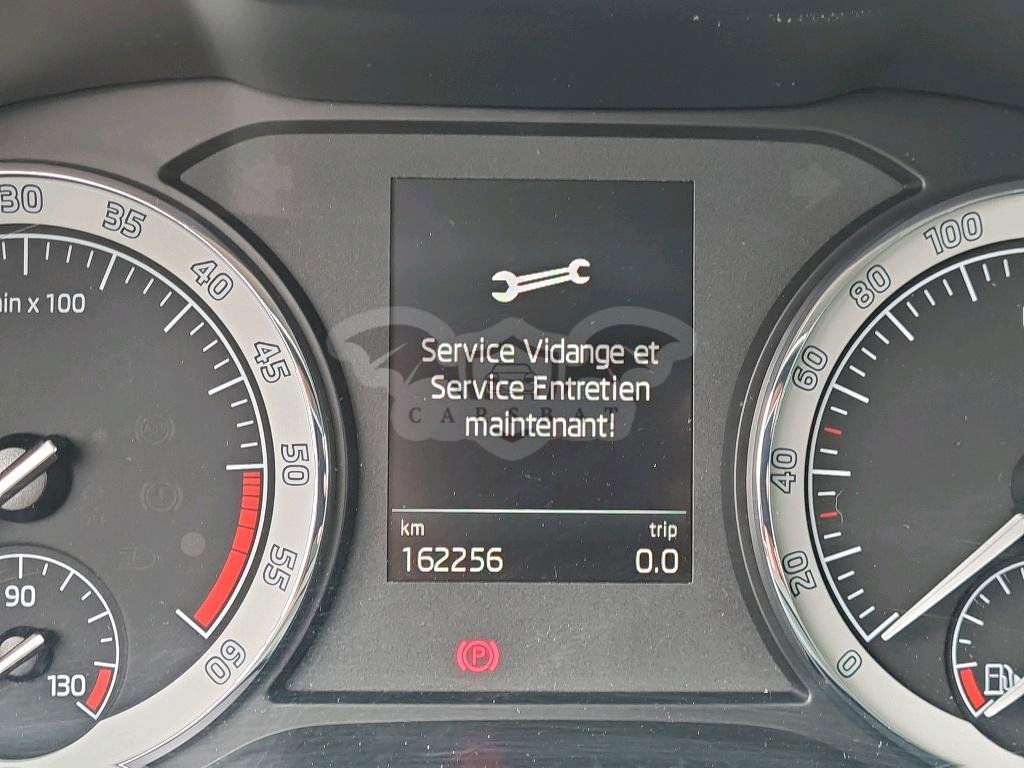 30
35
40
45
50
55
60
min x 100
90
130
Service Vidange et
Service Entretien
maintenant!
CARSBAT
km
trip
162256
0.0
P
100
80
60
40
20
0